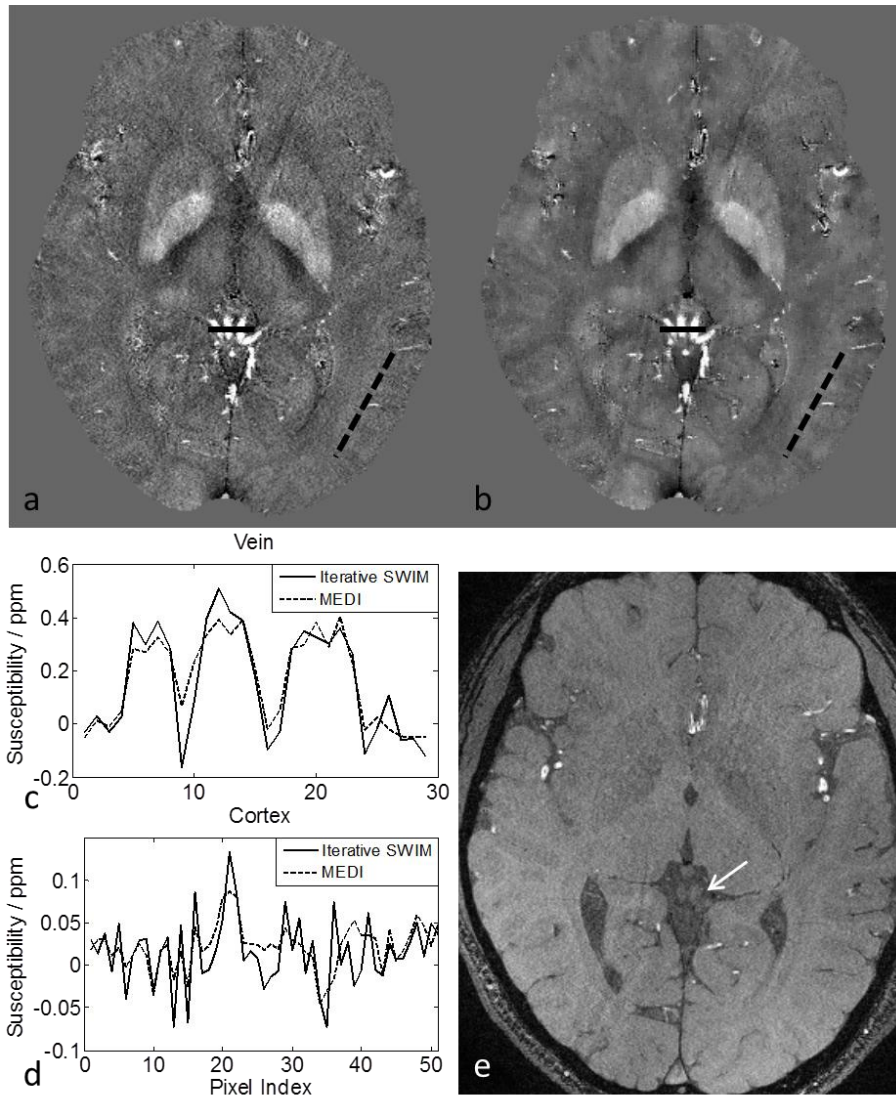 a
b
Vein
Susceptibility / ppm
0.6
0.4
0.2
0
-0.2
Iterative SWIM
MEDI
0
10
20
30
c
Cortex
Susceptibility / ppm
0.1
0.05
0
-0.05
-0.1
Iterative SWIM
MEDI
0
10
20
30
40
50
Pixel Index
d
e